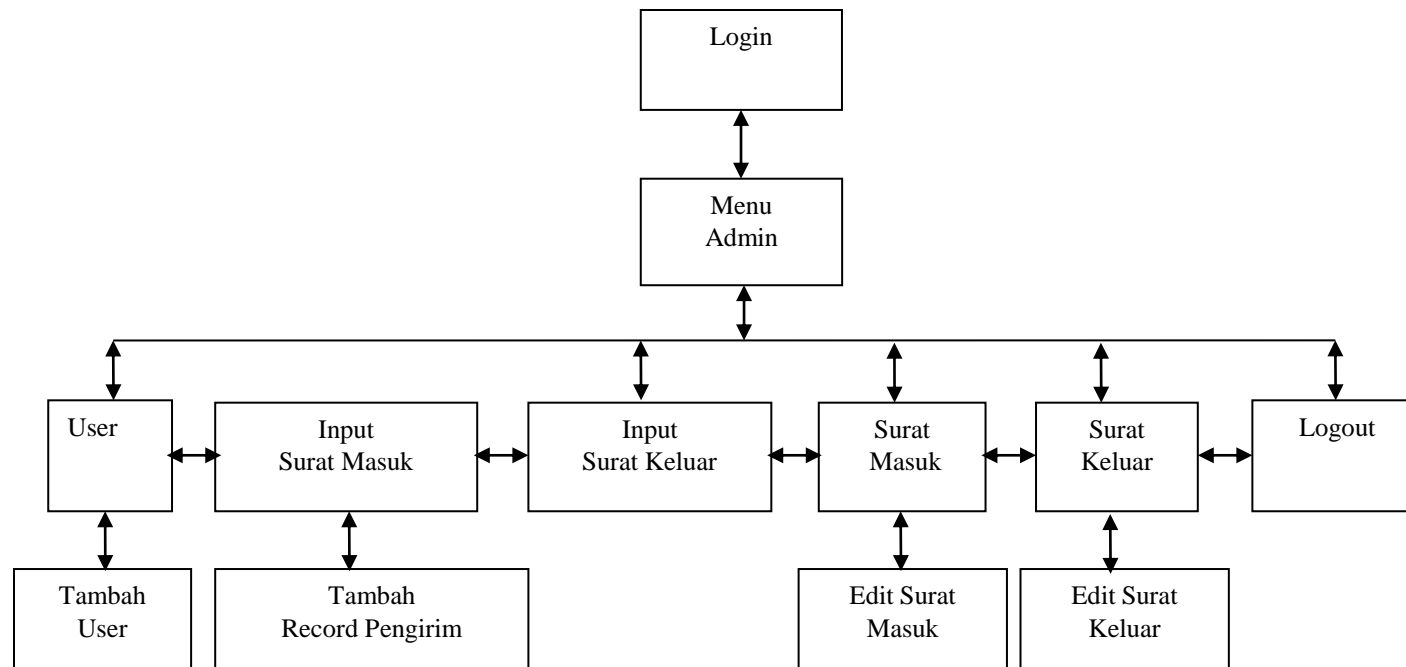 Login
Menu
Admin
User
Input
Surat Masuk
Input
Surat Keluar
Surat
Masuk
Surat
Keluar
Logout
Tambah
User
Tambah
Record Pengirim
Edit Surat
Masuk
Edit Surat
Keluar